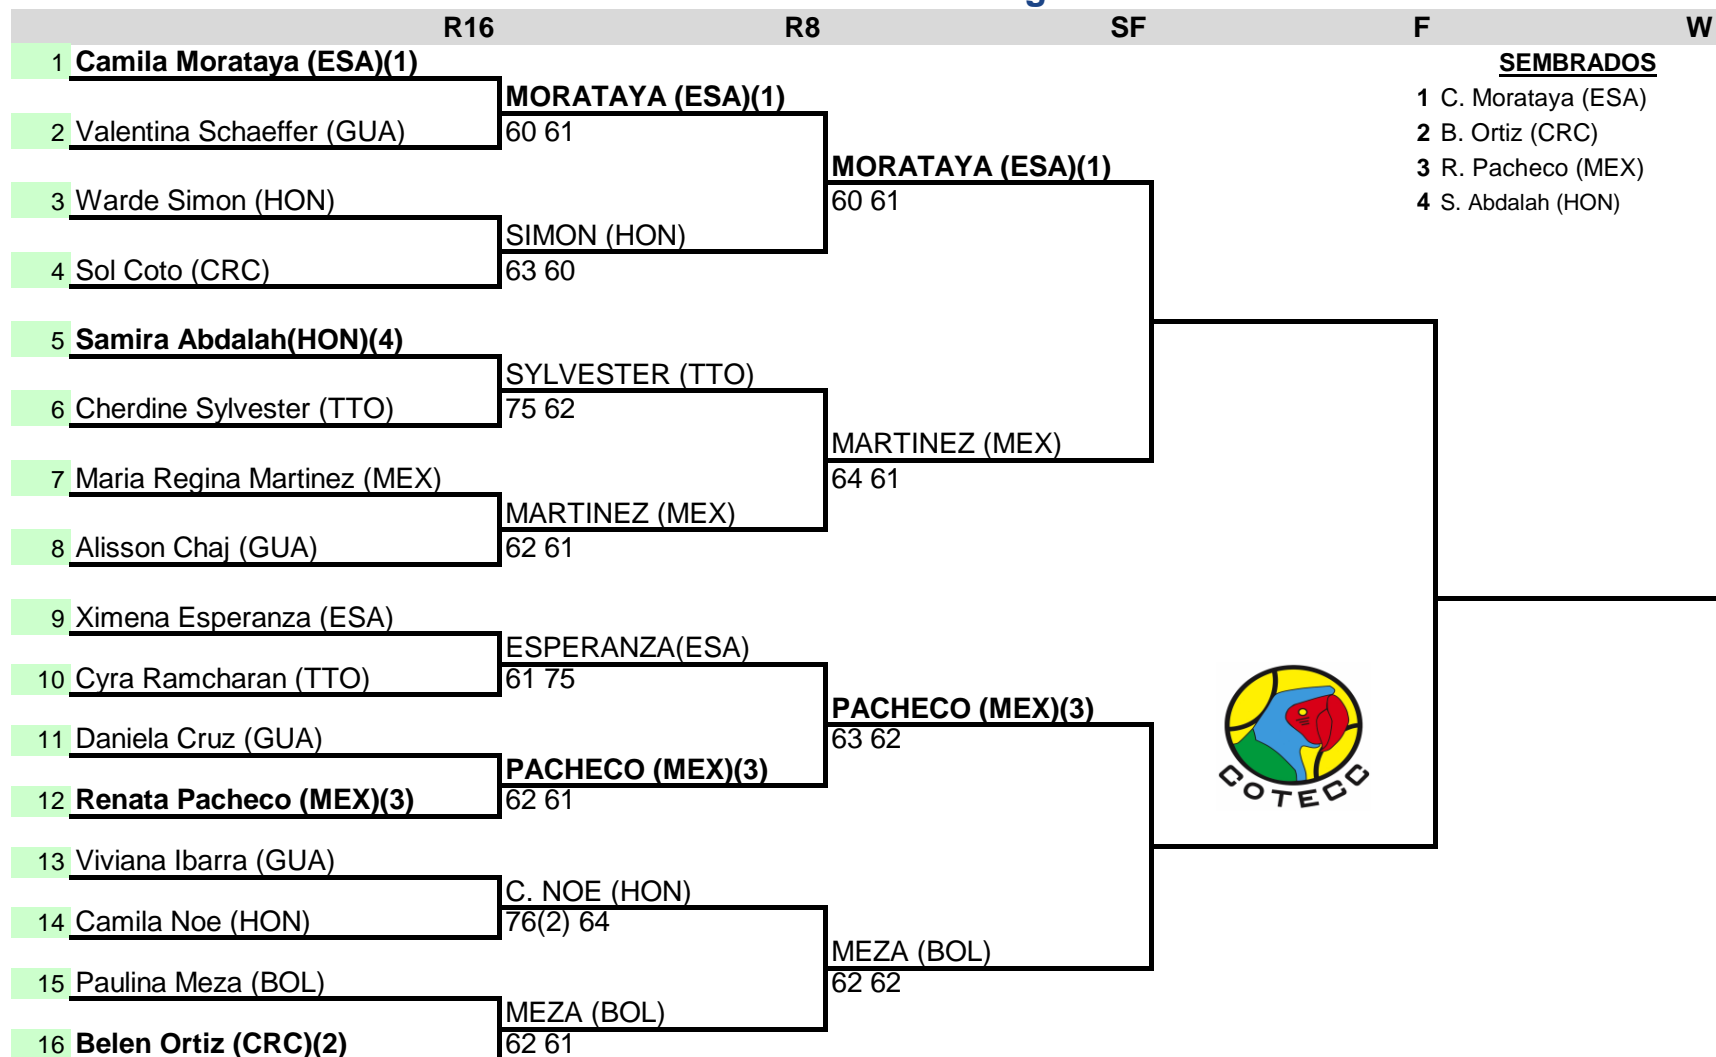 R16 R8 SF F W
1 Camila Morataya (ESA)(1)
SEMBRADOS
MORATAYA (ESA)(1)
1 C. Morataya (ESA)
2 Valentina Schaeffer (GUA)
60 61
2 B. Ortiz (CRC)
MORATAYA (ESA)(1)
3 R. Pacheco (MEX)
3 Warde Simon (HON)
60 61
4 S. Abdalah (HON)
SIMON (HON)
4 Sol Coto (CRC)
63 60
5 Samira Abdalah(HON)(4)
SYLVESTER (TTO)
6 Cherdine Sylvester (TTO)
75 62
MARTINEZ (MEX)
7 Maria Regina Martinez (MEX)
64 61
MARTINEZ (MEX)
8 Alisson Chaj (GUA)
62 61
9 Ximena Esperanza (ESA)
ESPERANZA(ESA)
10 Cyra Ramcharan (TTO)
61 75
PACHECO (MEX)(3)
11 Daniela Cruz (GUA)
63 62
PACHECO (MEX)(3)
12 Renata Pacheco (MEX)(3)
62 61
COTECC
13 Viviana Ibarra (GUA)
C. NOE (HON)
14 Camila Noe (HON)
76(2) 64
MEZA (BOL)
15 Paulina Meza (BOL)
62 62
MEZA (BOL)
16 Belen Ortiz (CRC)(2)
62 61